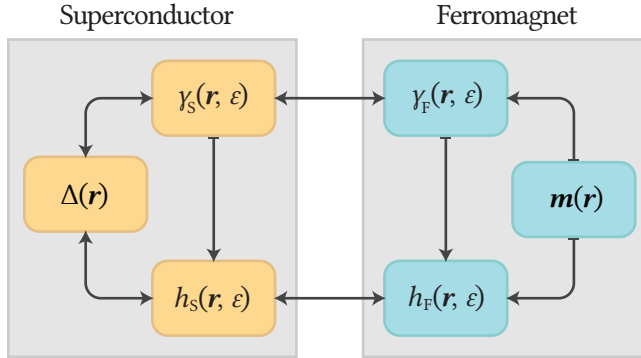 Superconductor Ferromagnet
γS(r, ε) γF(r, ε)
Δ(r) m(r)
hS(r, ε) hF(r, ε)